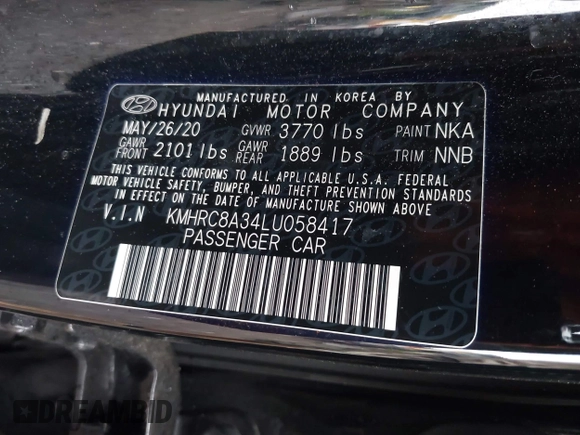 MANUFACTURED IN KOREA BY
HYUNDAI MOTOR COMPANY
MAY/26/20 GVWR 3770 lbs PAINT NKA
GAWR FRONT 2101 lbs GAWR REAR 1889 lbs TRIM NNB
THIS VEHICLE CONFORMS TO ALL APPLICABLE U.S.A. FEDERAL
MOTOR VEHICLE SAFETY, BUMPER, AND THEFT PREVENTION STANDARDS
IN EFFECT ON THE DATE OF MANUFACTURE SHOWN ABOVE.
V.I.N KMHRC8A34LU058417
PASSENGER CAR
DREAMBID